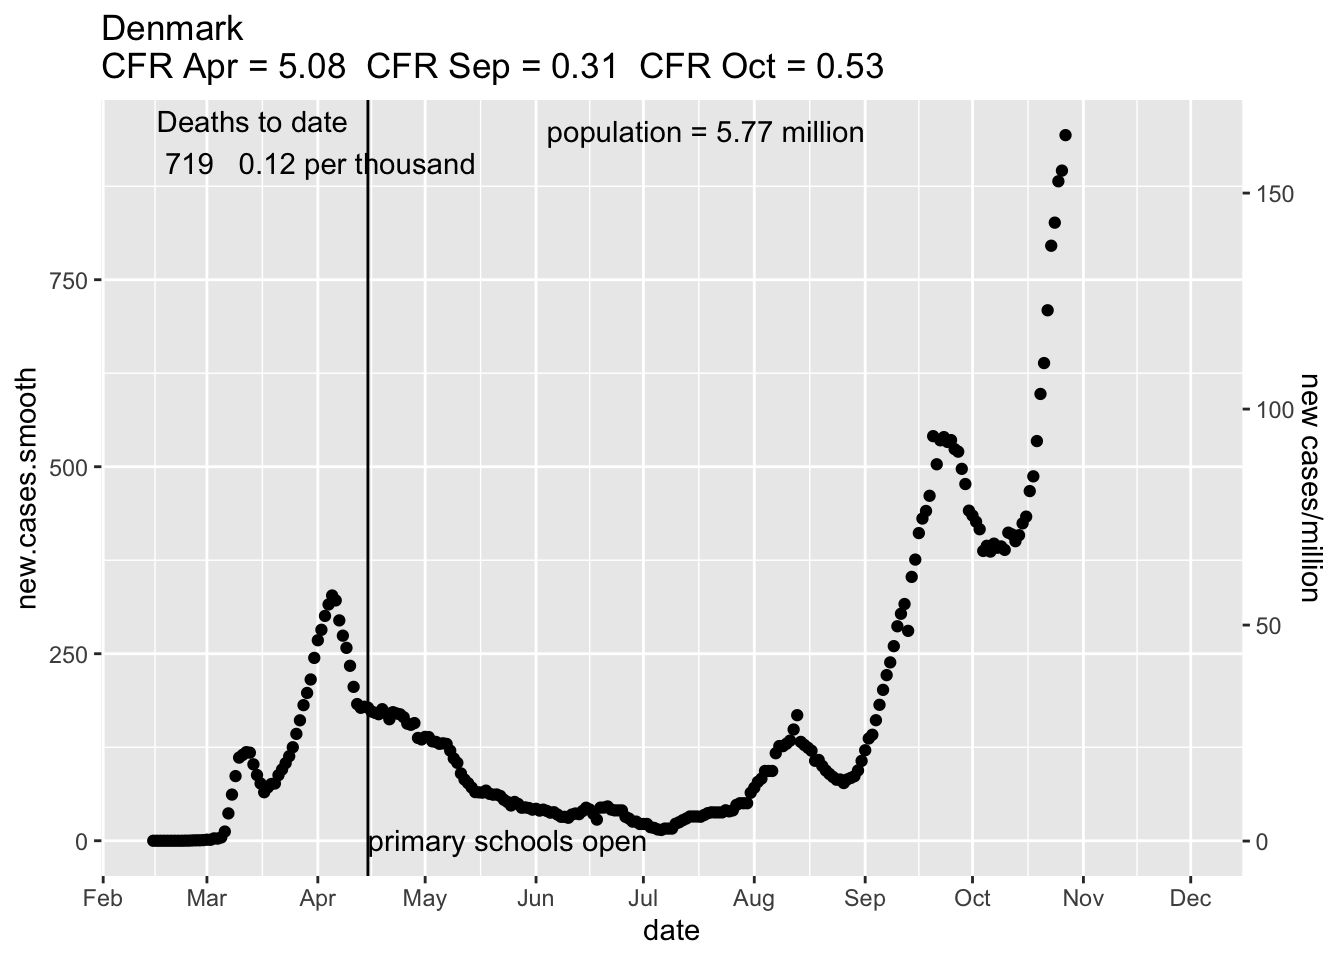 Denmark
CFR Apr = 5.08  CFR Sep = 0.31  CFR Oct = 0.53
Deaths to date
719   0.12 per thousand
population = 5.77 million
new.cases.smooth
750
500
250
0
150
100
50
0
new cases/million
primary schools open
Feb Mar Apr May Jun Jul Aug Sep Oct Nov Dec
date